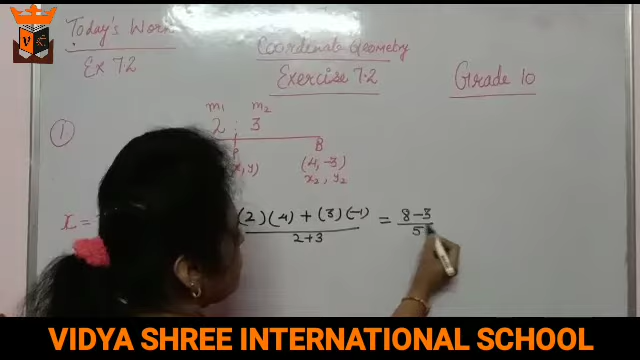 VC
Today's Work
Ex 7.2
Coordinate Geometry
Exercise 7.2
Grade 10
m1 m2
2 : 3
1
P B
x, y) (4, -3)
x2, y2
x = (2)(4) + (3)(-1) / 2+3 = 8-3 / 5
VIDYA SHREE INTERNATIONAL SCHOOL